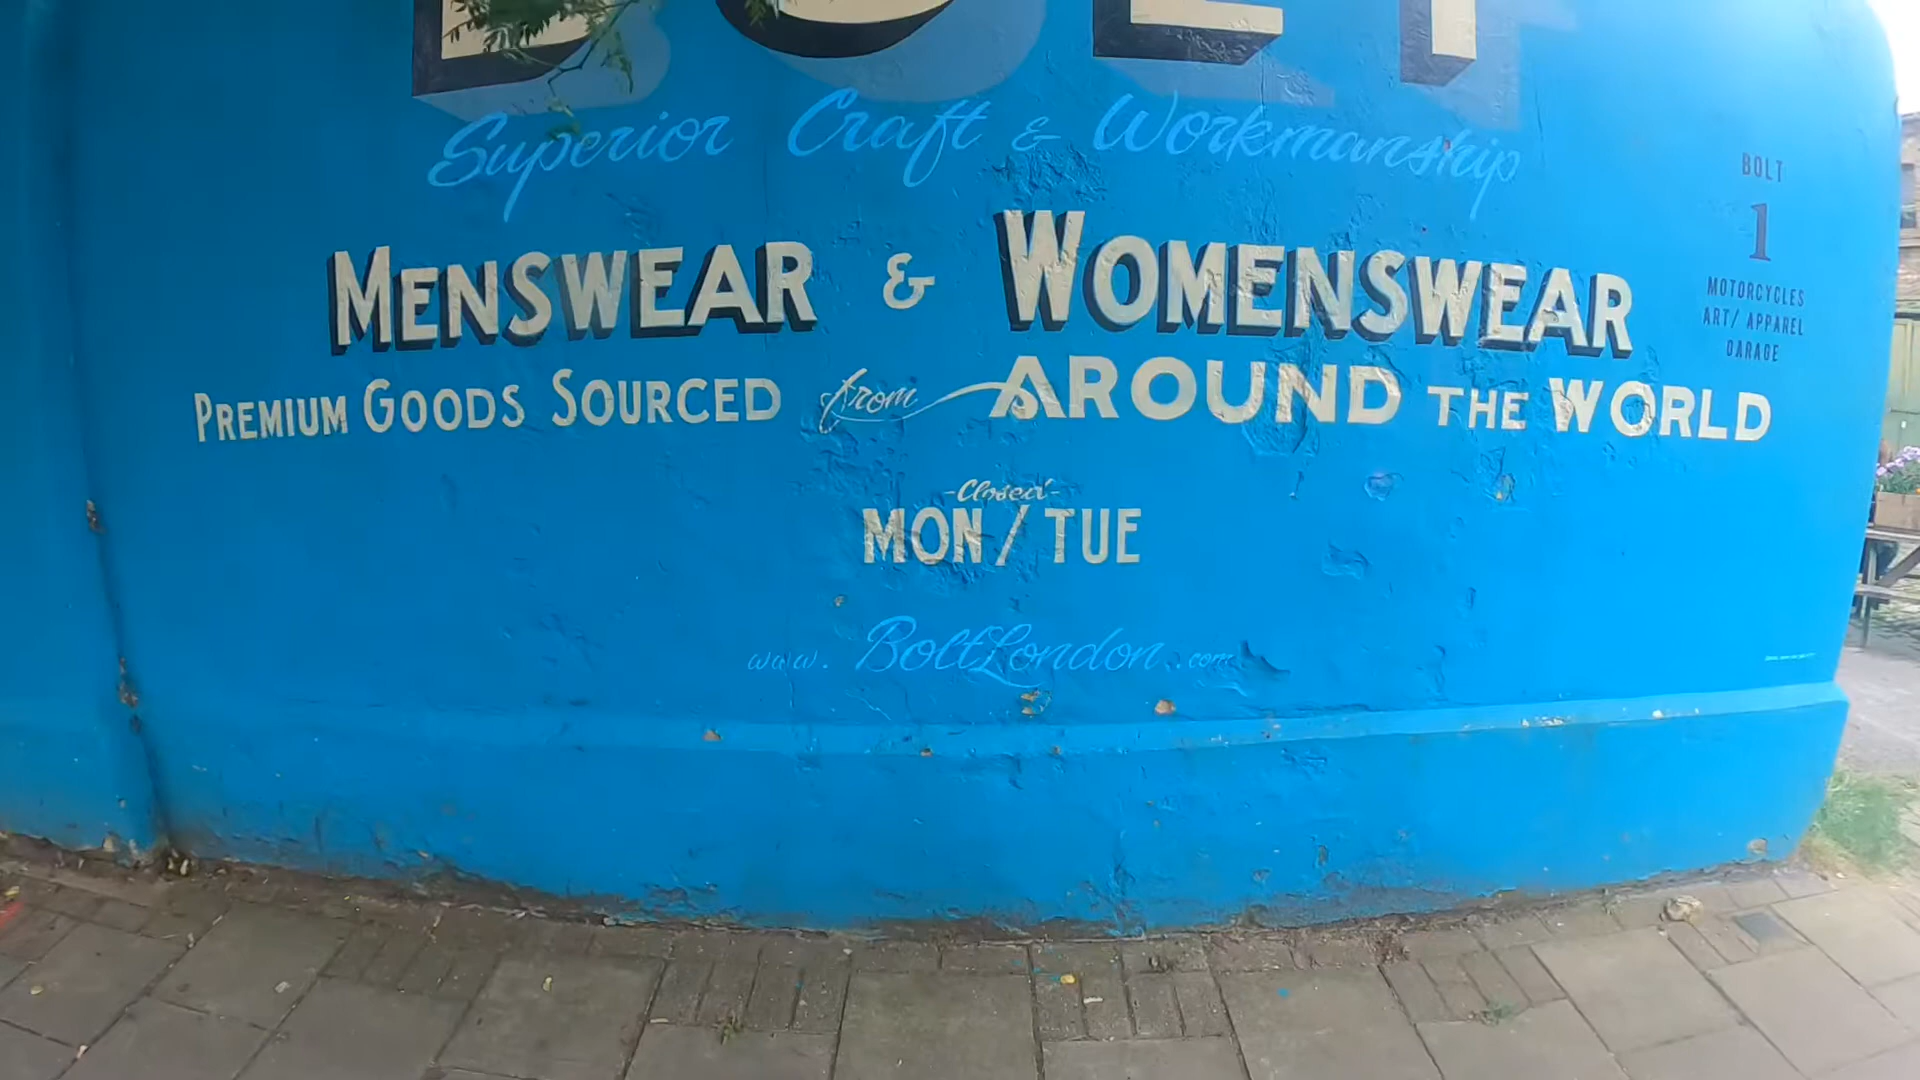 BOLT
Superior Craft & Workmanship
MENSWEAR & WOMENSWEAR
PREMIUM GOODS SOURCED from AROUND THE WORLD
-Closed-
MON / TUE
www.BoltLondon.com
BOLT
1
MOTORCYCLES
ART/ APPAREL
GARAGE